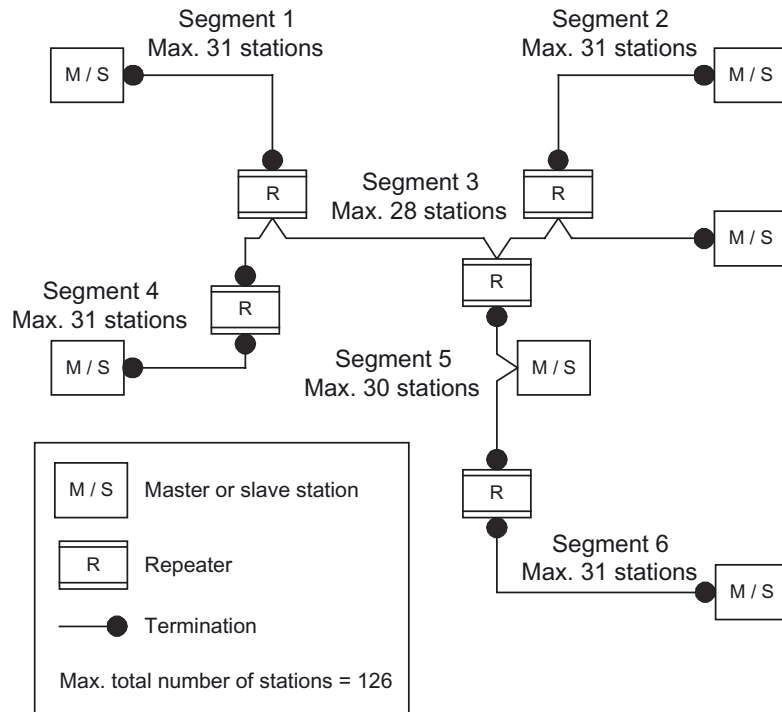 Segment 1
Max. 31 stations
Segment 2
Max. 31 stations
M / S
M / S
R
Segment 3
Max. 28 stations
R
M / S
Segment 4
Max. 31 stations
R
R
M / S
Segment 5
Max. 30 stations
M / S
M / S
Master or slave station
R
R
Repeater
Segment 6
Max. 31 stations
M / S
Termination
Max. total number of stations = 126